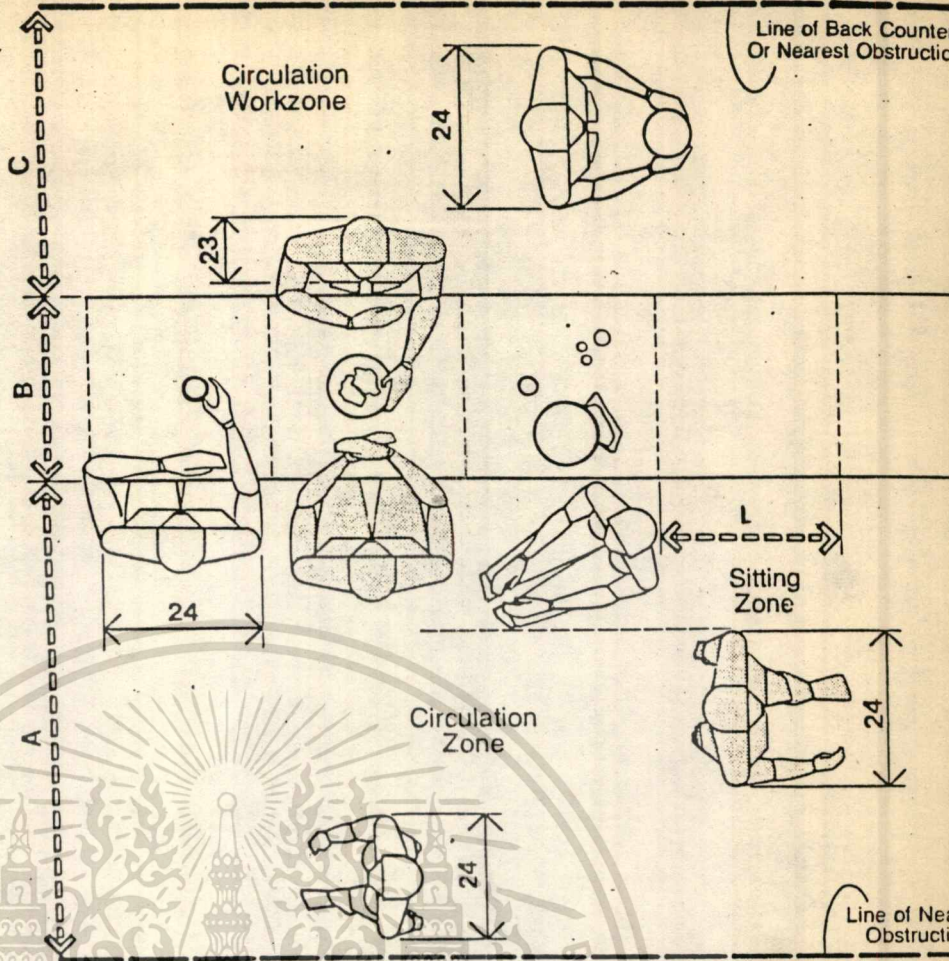 Line of Back Counte
Or Nearest Obstructio
Circulation
Workzone
24
C
23
B
L
Sitting
Zone
24
Circulation
Zone
24
A
24
Line of Nea
Obstructi